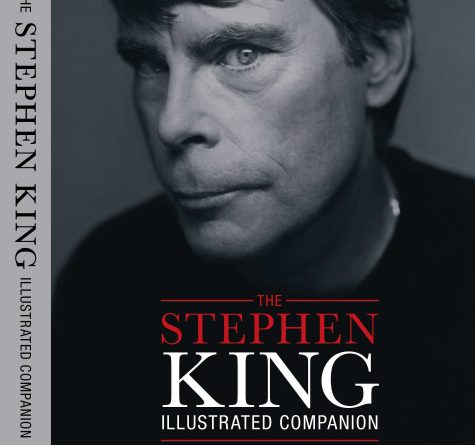 THE STEPHEN KING ILLUSTRATED COMPANION
THE
STEPHEN
KING
ILLUSTRATED COMPANION